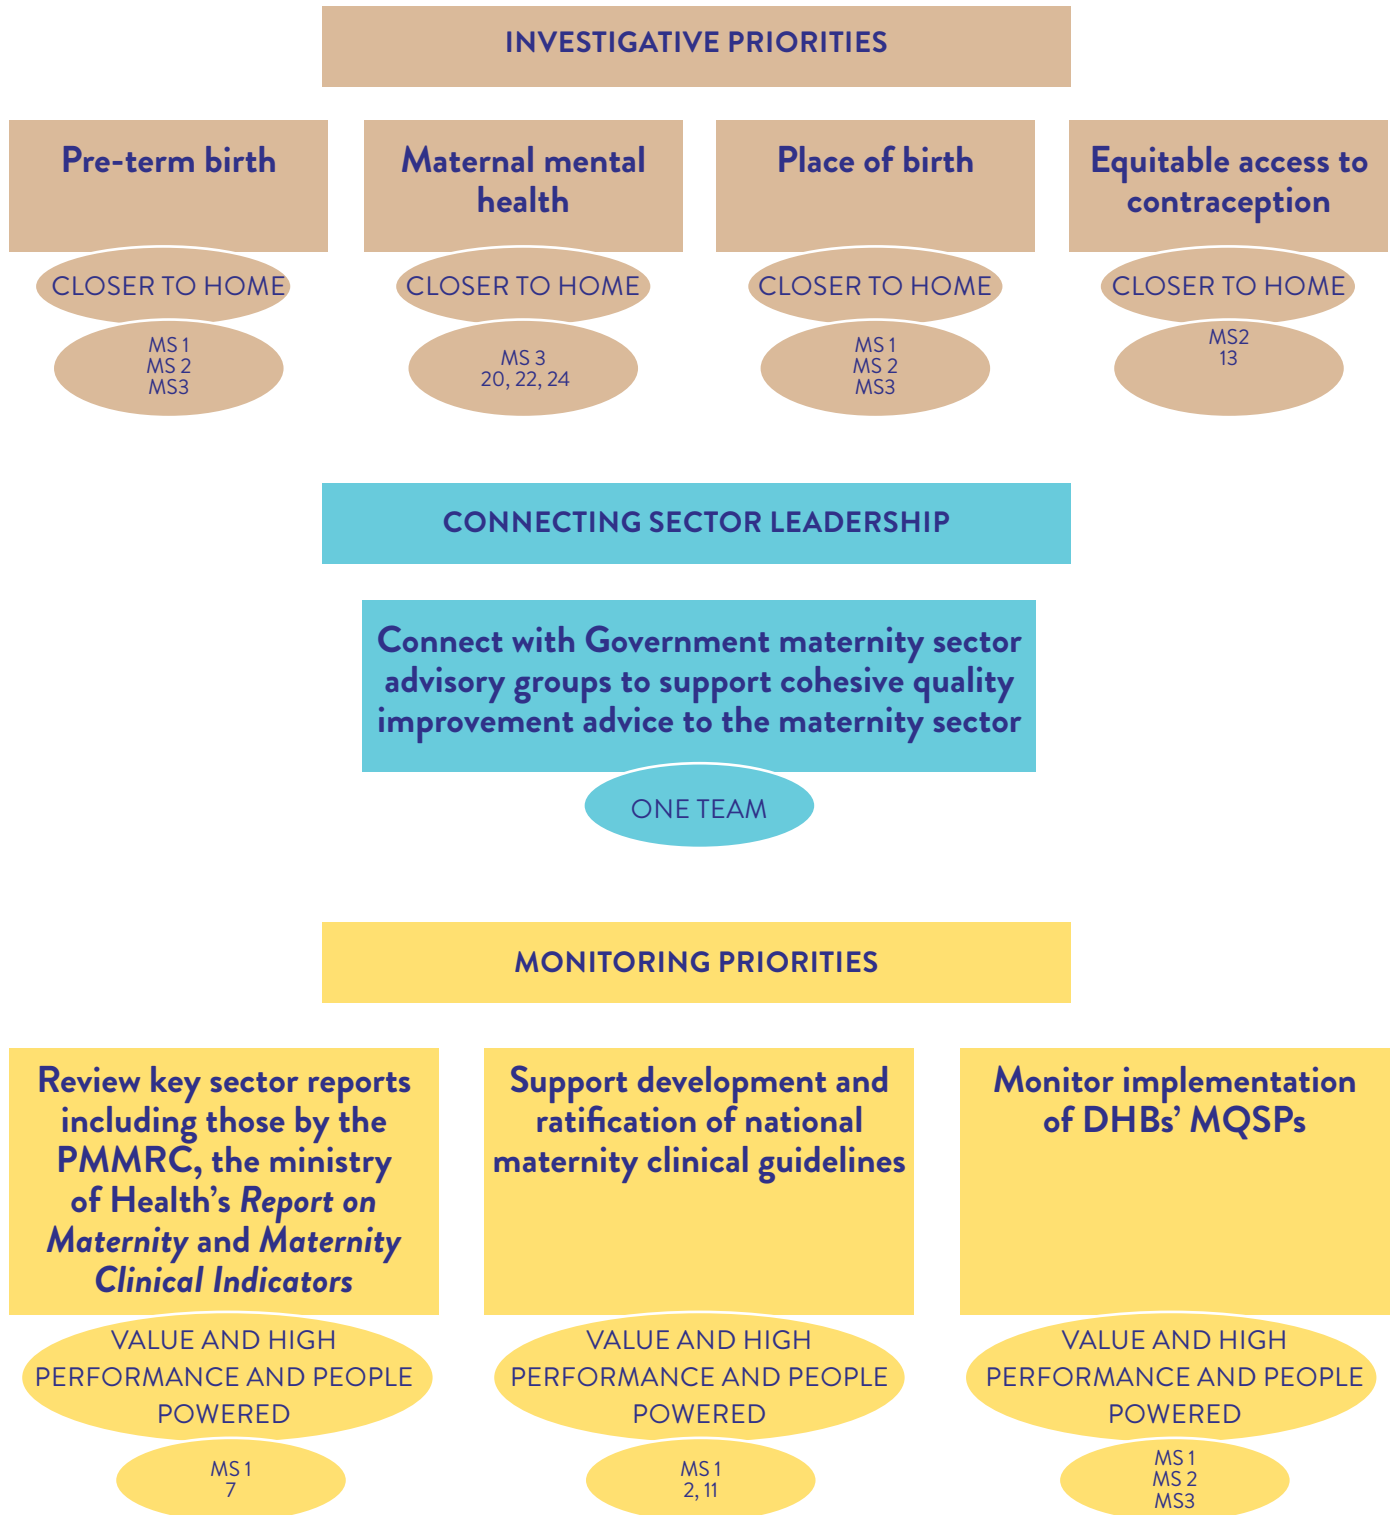 INVESTIGATIVE PRIORITIES
Pre-term birth
CLOSER TO HOME
MS 1
MS 2
MS3
Maternal mental
health
CLOSER TO HOME
MS 3
20, 22, 24
Place of birth
CLOSER TO HOME
MS 1
MS 2
MS3
Equitable access to
contraception
CLOSER TO HOME
MS2
13
CONNECTING SECTOR LEADERSHIP
Connect with Government maternity sector
advisory groups to support cohesive quality
improvement advice to the maternity sector
ONE TEAM
MONITORING PRIORITIES
Review key sector reports
including those by the
PMMRC, the ministry
of Health’s Report on
Maternity and Maternity
Clinical Indicators
VALUE AND HIGH
PERFORMANCE AND PEOPLE
POWERED
MS 1
7
Support development and
ratification of national
maternity clinical guidelines
VALUE AND HIGH
PERFORMANCE AND PEOPLE
POWERED
MS 1
2, 11
Monitor implementation
of DHBs’ MQSPs
VALUE AND HIGH
PERFORMANCE AND PEOPLE
POWERED
MS 1
MS 2
MS3